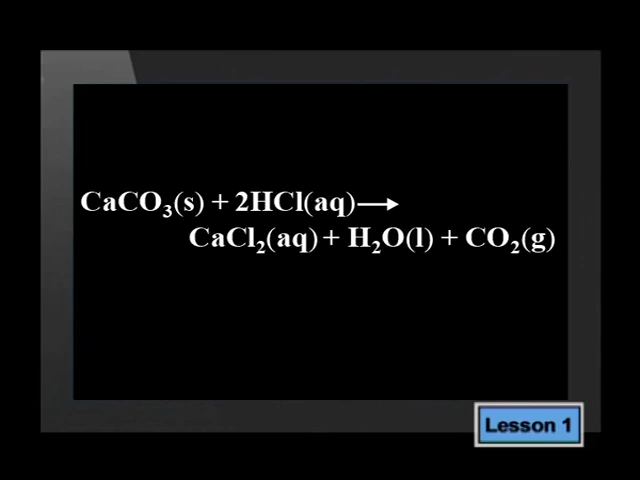 CaCO₃(s) + 2HCl(aq)⟶
CaCl₂(aq) + H₂O(l) + CO₂(g)
Lesson 1